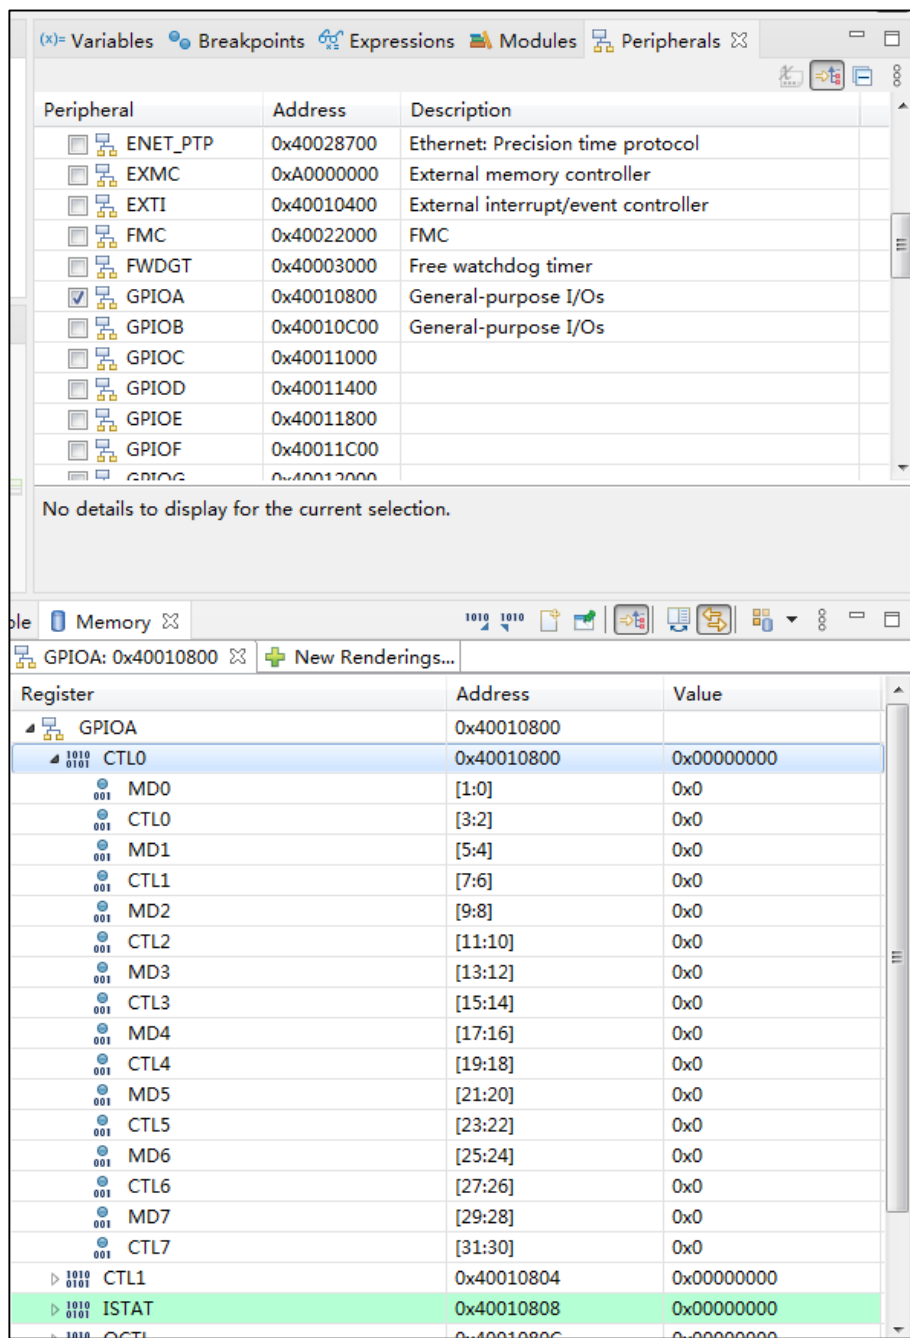 (x)= Variables Breakpoints Expressions Modules Peripherals
Peripheral Address Description
ENET_PTP 0x40028700 Ethernet: Precision time protocol
EXMC 0xA0000000 External memory controller
EXTI 0x40010400 External interrupt/event controller
FMC 0x40022000 FMC
FWDGT 0x40003000 Free watchdog timer
GPIOA 0x40010800 General-purpose I/Os
GPIOB 0x40010C00 General-purpose I/Os
GPIOC 0x40011000
GPIOD 0x40011400
GPIOE 0x40011800
GPIOF 0x40011C00
GPIOG 0x40012000
No details to display for the current selection.
ble Memory
GPIOA: 0x40010800 New Renderings...
Register Address Value
GPIOA 0x40010800
CTL0 0x40010800 0x00000000
MD0 [1:0] 0x0
CTL0 [3:2] 0x0
MD1 [5:4] 0x0
CTL1 [7:6] 0x0
MD2 [9:8] 0x0
CTL2 [11:10] 0x0
MD3 [13:12] 0x0
CTL3 [15:14] 0x0
MD4 [17:16] 0x0
CTL4 [19:18] 0x0
MD5 [21:20] 0x0
CTL5 [23:22] 0x0
MD6 [25:24] 0x0
CTL6 [27:26] 0x0
MD7 [29:28] 0x0
CTL7 [31:30] 0x0
CTL1 0x40010804 0x00000000
ISTAT 0x40010808 0x00000000
OCTL 0x4001080C 0x00000000